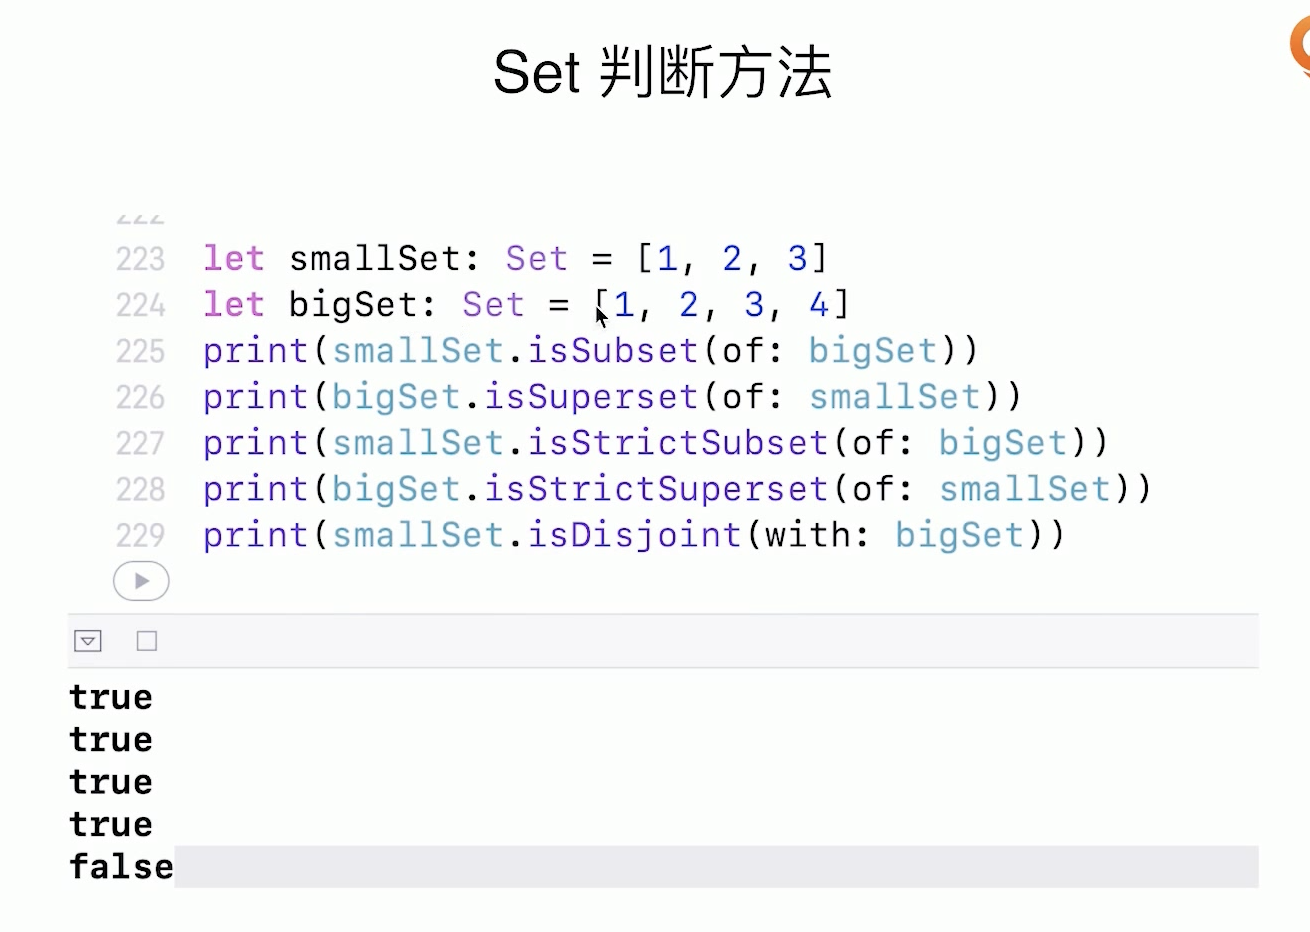 Set 判断方法
223 let smallSet: Set = [1, 2, 3]
224 let bigSet: Set = [1, 2, 3, 4]
225 print(smallSet.isSubset(of: bigSet))
226 print(bigSet.isSuperset(of: smallSet))
227 print(smallSet.isStrictSubset(of: bigSet))
228 print(bigSet.isStrictSuperset(of: smallSet))
229 print(smallSet.isDisjoint(with: bigSet))
true
true
true
true
false